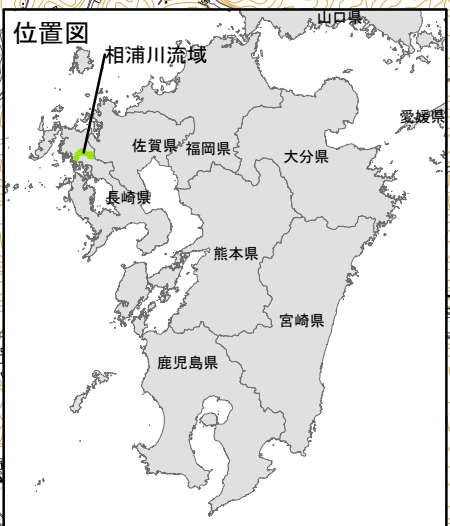 山口県
位置図
相浦川流域
愛媛県
佐賀県
福岡県
大分県
長崎県
熊本県
宮崎県
鹿児島県